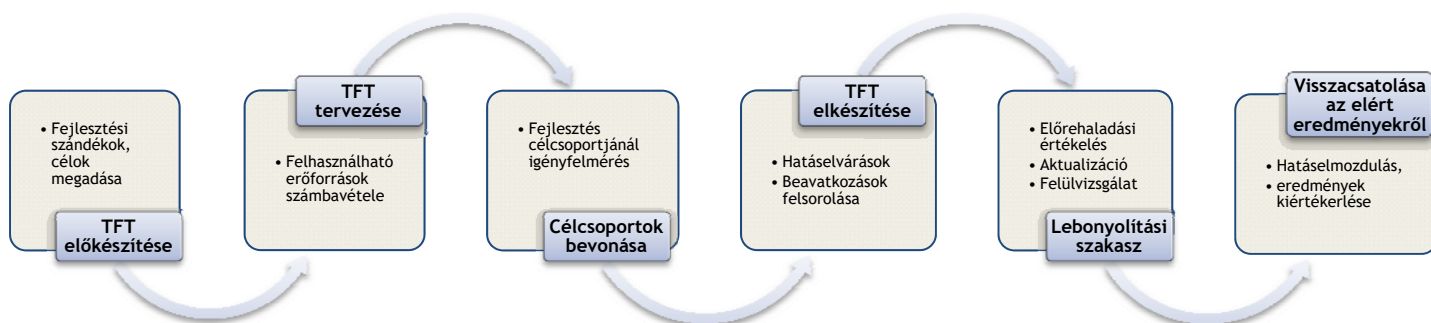 • Fejlesztési
szándékok,
célok
megadása
TFT
előkészítése
TFT
tervezése
• Felhasználható
erőforrások
számbavétele
• Fejlesztés
célcsoportjánál
igényfelmérés
Célcsoportok
bevonása
TFT
elkészítése
• Hatáselvárások
• Beavatkozások
felsorolása
• Előrehaladási
értékelés
• Aktualizáció
• Felülvizsgálat
Lebonyolítási
szakasz
Visszacsatolása
az elért
eredményekről
• Hatáselmozdulás,
• eredmények
kiértékerlése